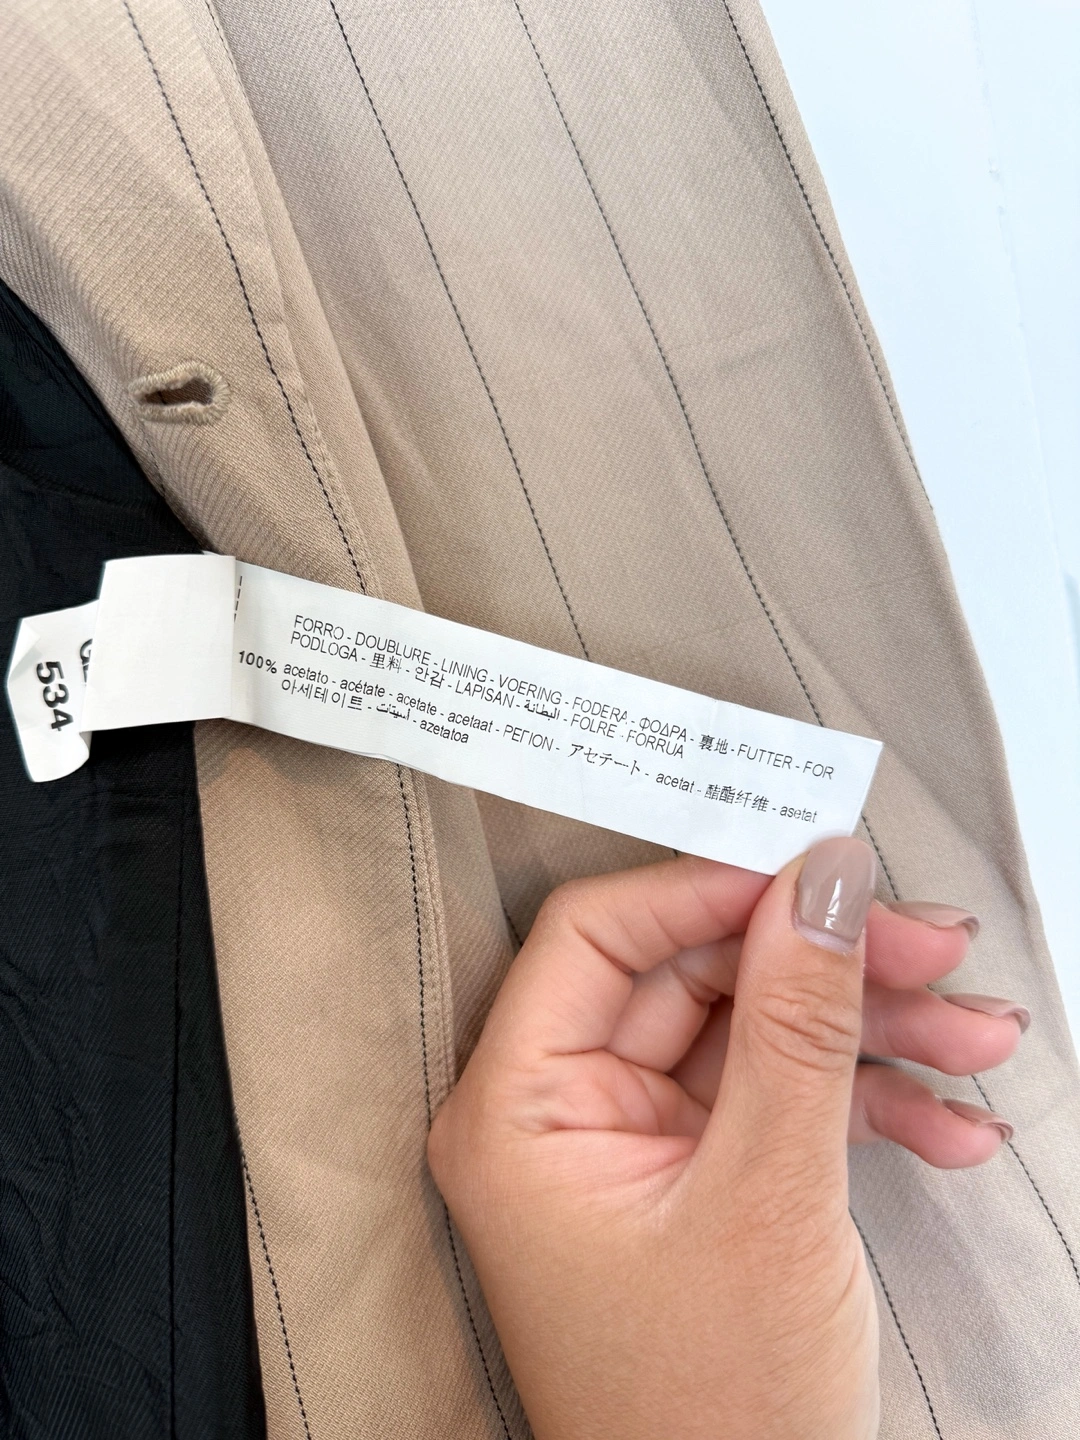 FORRO - DOUBLURE - LINING - VOERING - FODERA - ΦΟΔΡΑ - 裏地 - FUTTER - FOR
PODLOGA - 里料 - 안감 - LAPISAN - البطانة - FOLRE - FORRUA
100% acetato - acétate - acetate - acetaat - ΡΕΓΙΟΝ - アセテート - acetat - 醋酯纤维 - asetat
아세테이트 - أسيتات - azetatoa
534